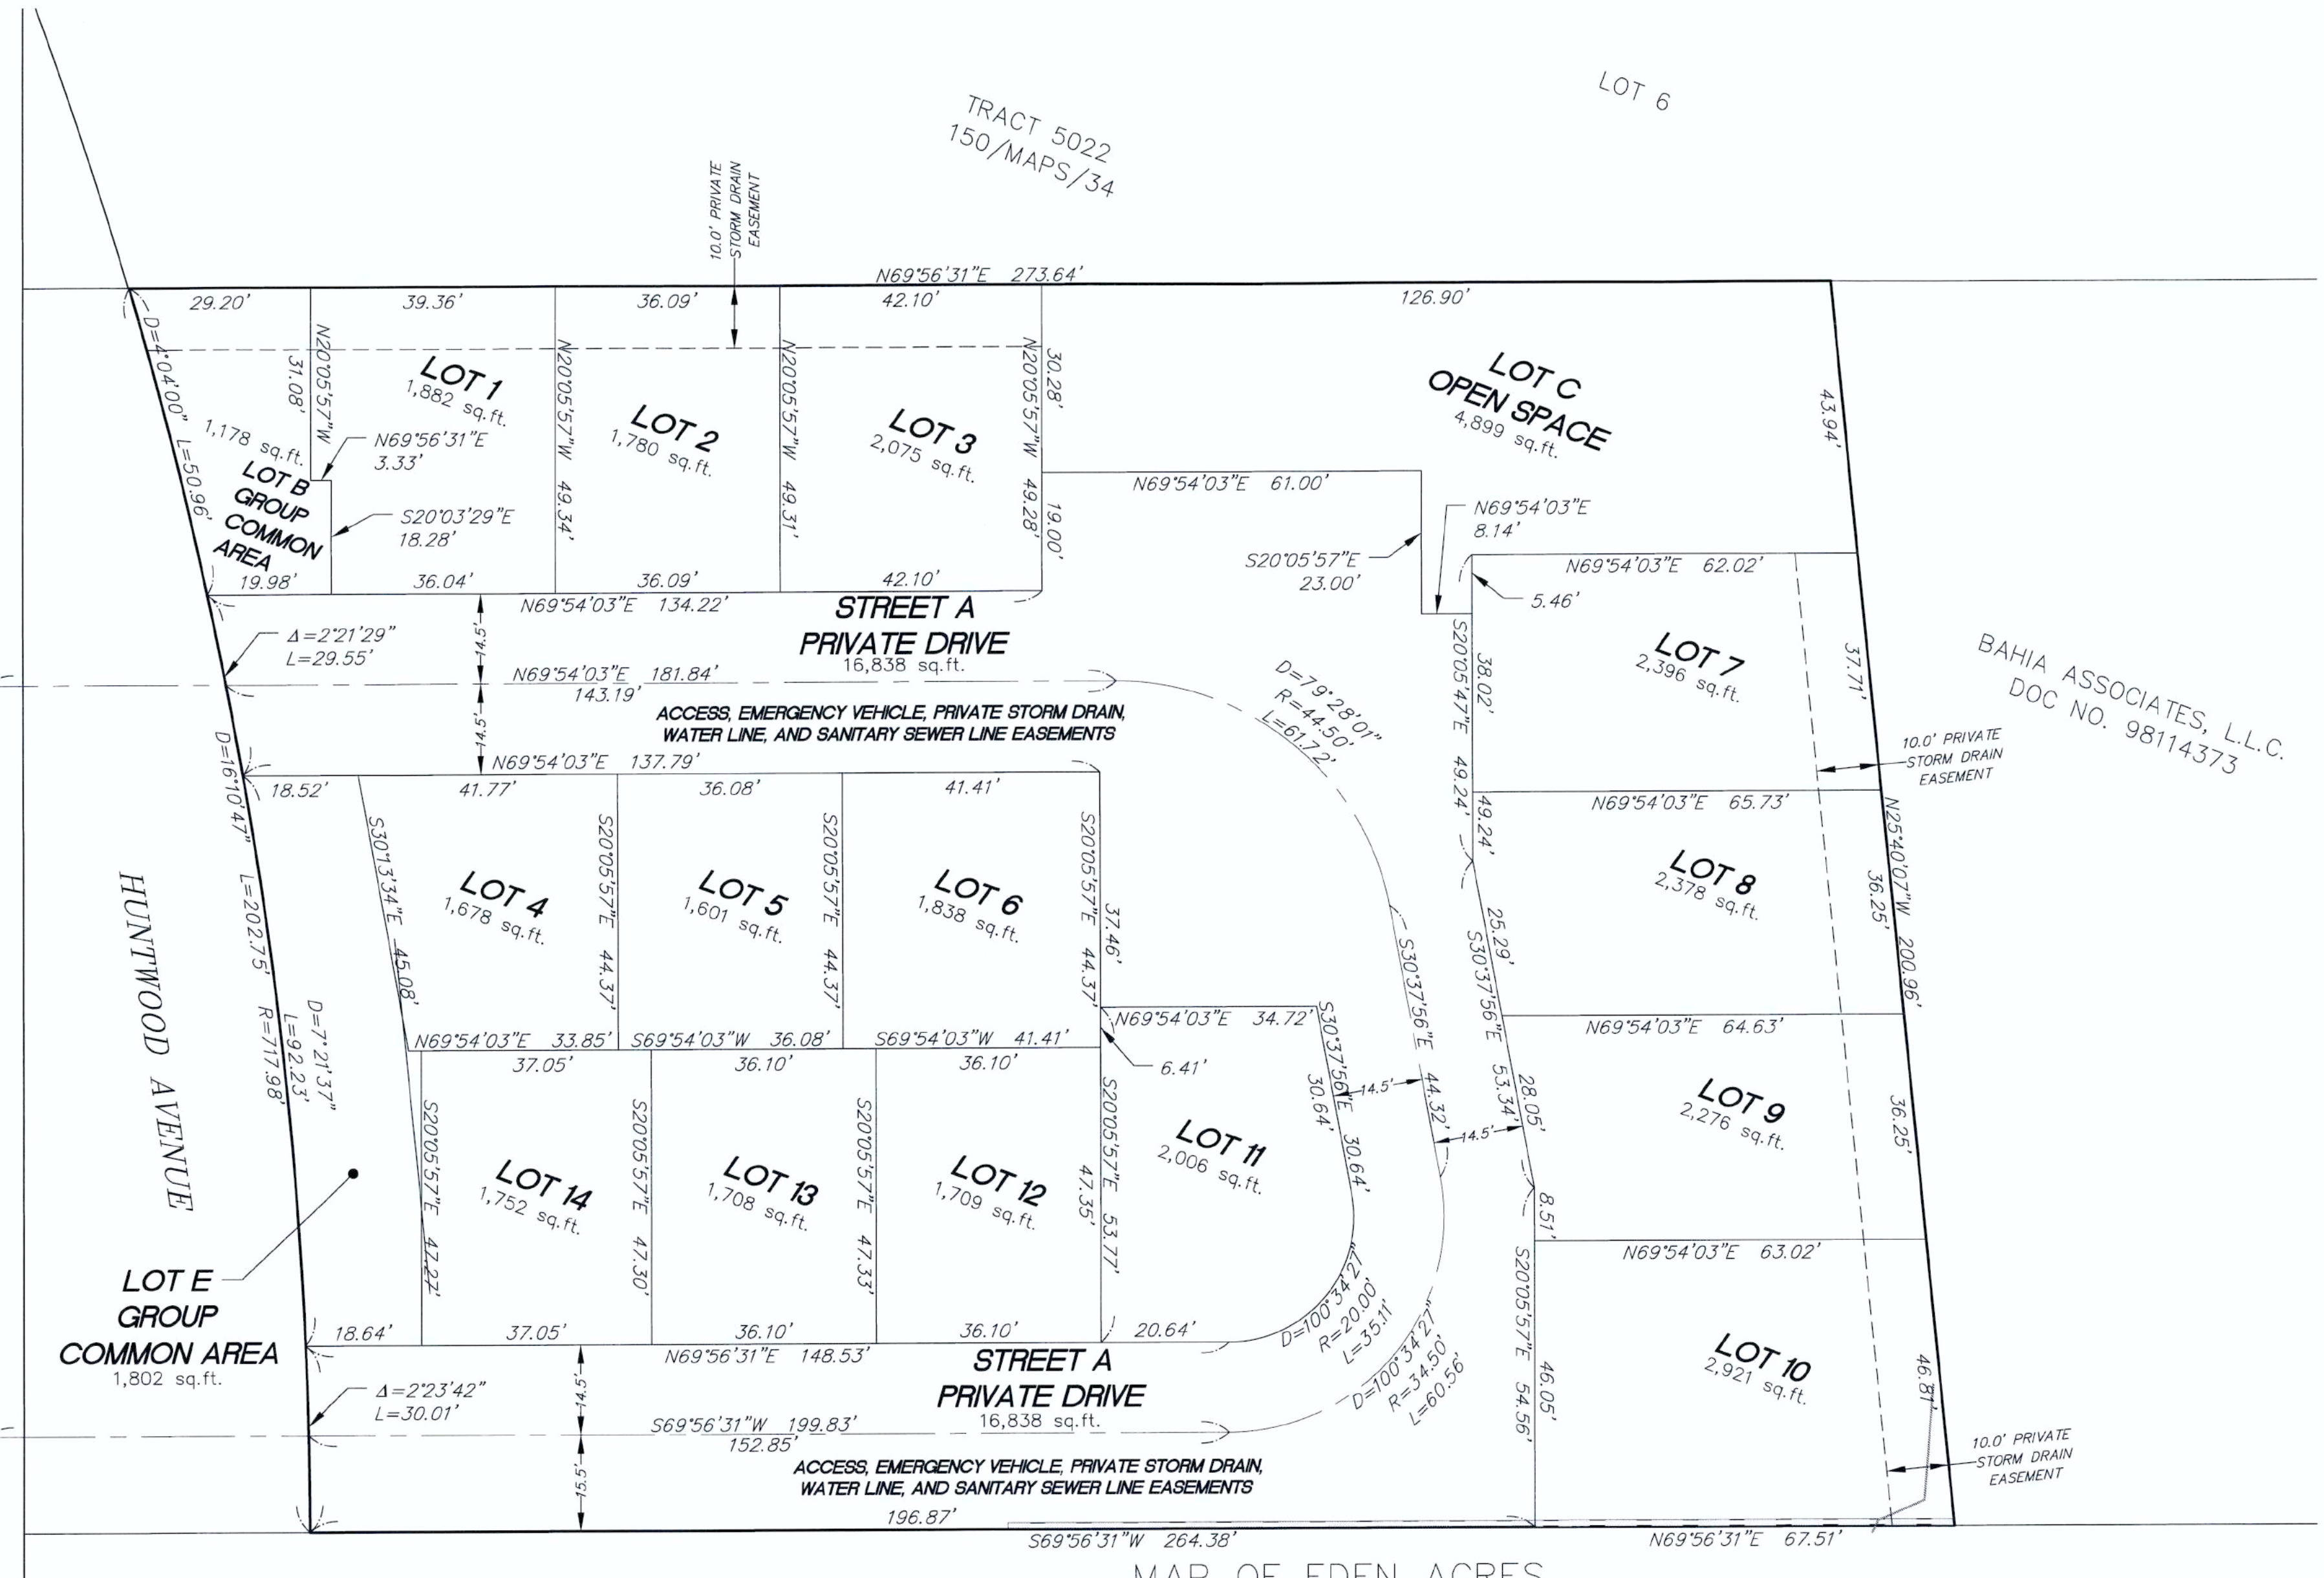 LOT 6
TRACT 5022
150/MAPS/34
10.0' PRIVATE
STORM DRAIN
EASEMENT
N69°56'31"E 273.64'
29.20'
39.36'
36.09'
42.10'
126.90'
D=4°04'00" L=50.96'
31.08'
N20°05'57"W
LOT 1
1,882 sq.ft.
N69°56'31"E
3.33'
S20°03'29"E
18.28'
1,178 sq.ft.
LOT B
GROUP
COMMON
AREA
N20°05'57"W 49.34'
LOT 2
1,780 sq.ft.
N20°05'57"W 49.31'
LOT 3
2,075 sq.ft.
N20°05'57"W 49.28'
30.28'
19.00'
LOT C
OPEN SPACE
4,899 sq.ft.
43.94'
N69°54'03"E 61.00'
N69°54'03"E
8.14'
S20°05'57"E
23.00'
N69°54'03"E 62.02'
5.46'
19.98'
36.04'
36.09'
42.10'
N69°54'03"E 134.22'
STREET A
PRIVATE DRIVE
16,838 sq.ft.
Δ=2°21'29"
L=29.55'
14.5'
N69°54'03"E 181.84'
143.19'
14.5'
ACCESS, EMERGENCY VEHICLE, PRIVATE STORM DRAIN,
WATER LINE, AND SANITARY SEWER LINE EASEMENTS
D=79°28'01"
R=44.50'
L=61.72'
S20°05'47"E 49.24'
38.02'
LOT 7
2,396 sq.ft.
37.71'
BAHIA ASSOCIATES, L.L.C.
DOC NO. 98114373
10.0' PRIVATE
STORM DRAIN
EASEMENT
N69°54'03"E 137.79'
18.52'
41.77'
36.08'
41.41'
D=16°10'47" L=202.75' R=717.98'
S30°13'34"E 45.08'
LOT 4
1,678 sq.ft.
S20°05'57"E 44.37'
LOT 5
1,601 sq.ft.
S20°05'57"E 44.37'
LOT 6
1,838 sq.ft.
S20°05'57"E 44.37'
37.46'
N69°54'03"E 65.73'
49.24'
LOT 8
2,378 sq.ft.
36.25'
N25°40'07"W 200.96'
25.29'
S30°37'56"E 53.34'
S30°37'56"E 44.32'
HUNTWOOD AVENUE
D=7°21'37"
L=92.23'
N69°54'03"E 33.85'
S69°54'03"W 36.08'
S69°54'03"W 41.41'
N69°54'03"E 34.72'
6.41'
N69°54'03"E 64.63'
37.05'
36.10'
36.10'
S30°37'56"E 30.64'
30.64'
14.5'
14.5'
28.05'
LOT 9
2,276 sq.ft.
36.25'
S20°05'57"E 47.27'
LOT 14
1,752 sq.ft.
S20°05'57"E 47.30'
LOT 13
1,708 sq.ft.
S20°05'57"E 47.33'
LOT 12
1,709 sq.ft.
47.35'
S20°05'57"E 53.77'
LOT 11
2,006 sq.ft.
8.51'
N69°54'03"E 63.02'
LOT E
GROUP
COMMON AREA
1,802 sq.ft.
D=100°34'27"
R=20.00'
L=35.11'
D=100°34'27"
R=34.50'
L=60.56'
S20°05'57"E 54.56'
46.05'
LOT 10
2,921 sq.ft.
46.81'
18.64'
37.05'
36.10'
36.10'
20.64'
N69°56'31"E 148.53'
STREET A
PRIVATE DRIVE
16,838 sq.ft.
Δ=2°23'42"
L=30.01'
14.5'
S69°56'31"W 199.83'
152.85'
15.5'
ACCESS, EMERGENCY VEHICLE, PRIVATE STORM DRAIN,
WATER LINE, AND SANITARY SEWER LINE EASEMENTS
10.0' PRIVATE
STORM DRAIN
EASEMENT
196.87'
S69°56'31"W 264.38'
N69°56'31"E 67.51'
MAP OF EDEN ACRES